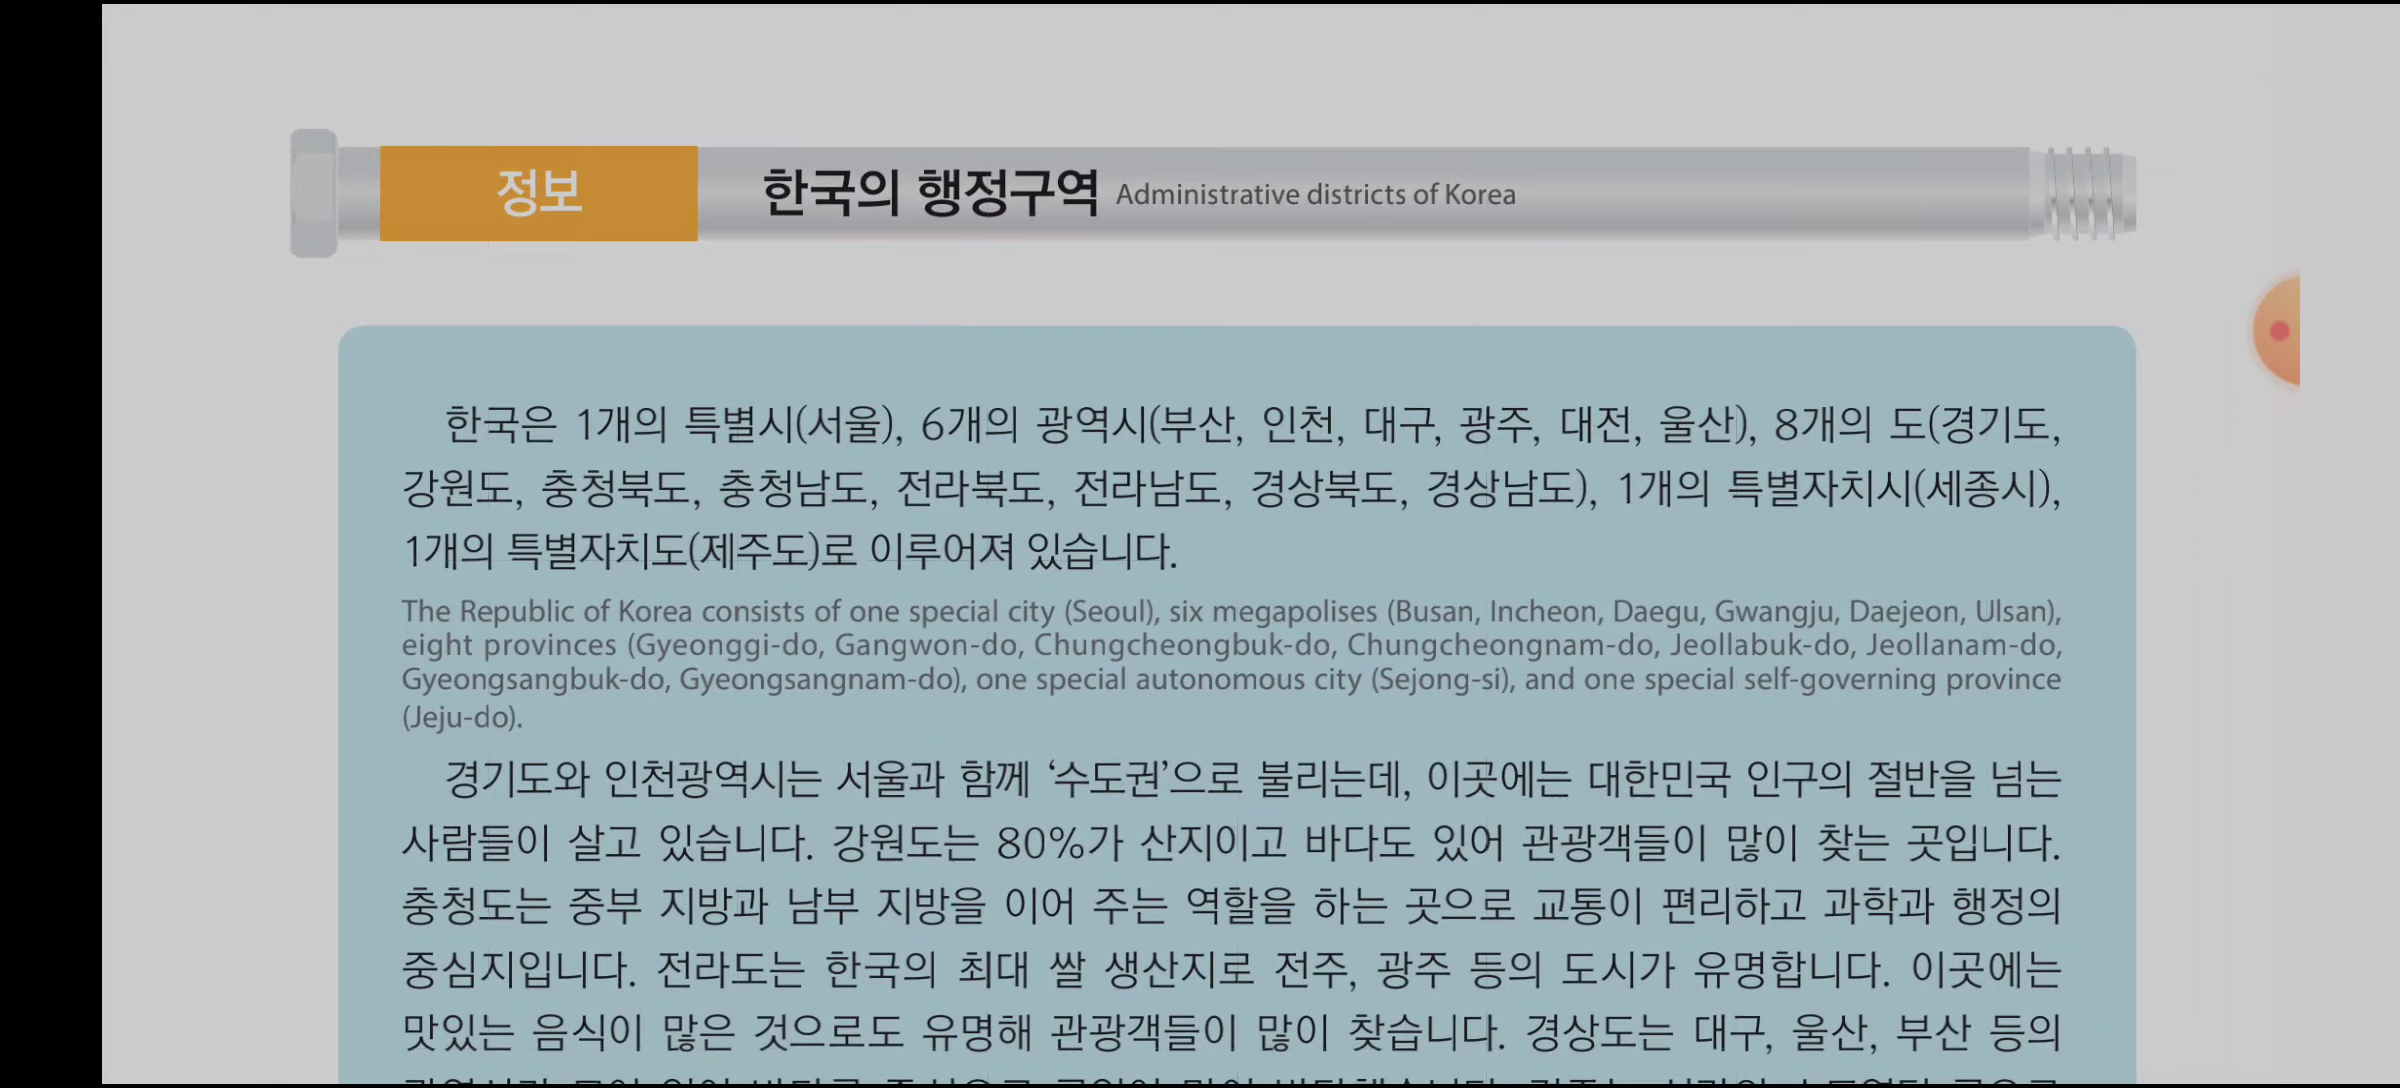 정보
한국의 행정구역 Administrative districts of Korea
한국은 1개의 특별시(서울), 6개의 광역시(부산, 인천, 대구, 광주, 대전, 울산), 8개의 도(경기도,
강원도, 충청북도, 충청남도, 전라북도, 전라남도, 경상북도, 경상남도), 1개의 특별자치시(세종시),
1개의 특별자치도(제주도)로 이루어져 있습니다.
The Republic of Korea consists of one special city (Seoul), six megapolises (Busan, Incheon, Daegu, Gwangju, Daejeon, Ulsan),
eight provinces (Gyeonggi-do, Gangwon-do, Chungcheongbuk-do, Chungcheongnam-do, Jeollabuk-do, Jeollanam-do,
Gyeongsangbuk-do, Gyeongsangnam-do), one special autonomous city (Sejong-si), and one special self-governing province
(Jeju-do).
경기도와 인천광역시는 서울과 함께 ‘수도권’으로 불리는데, 이곳에는 대한민국 인구의 절반을 넘는
사람들이 살고 있습니다. 강원도는 80%가 산지이고 바다도 있어 관광객들이 많이 찾는 곳입니다.
충청도는 중부 지방과 남부 지방을 이어 주는 역할을 하는 곳으로 교통이 편리하고 과학과 행정의
중심지입니다. 전라도는 한국의 최대 쌀 생산지로 전주, 광주 등의 도시가 유명합니다. 이곳에는
맛있는 음식이 많은 것으로도 유명해 관광객들이 많이 찾습니다. 경상도는 대구, 울산, 부산 등의